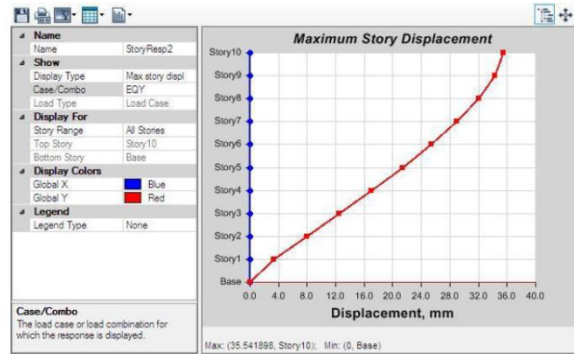 Name
Name StoryResp2
Show
Display Type Max story displ
Case/Combo EQY
Load Type Load Case
Display For
Story Range All Stories
Top Story Story10
Bottom Story Base
Display Colors
Global X Blue
Global Y Red
Legend
Legend Type None
Case/Combo
The load case or load combination for
which the response is displayed.
Maximum Story Displacement
Story10
Story9
Story8
Story7
Story6
Story5
Story4
Story3
Story2
Story1
Base
0.0 4.0 8.0 12.0 16.0 20.0 24.0 28.0 32.0 36.0 40.0
Displacement, mm
Max: (35.541898, Story10); Min: (0, Base)